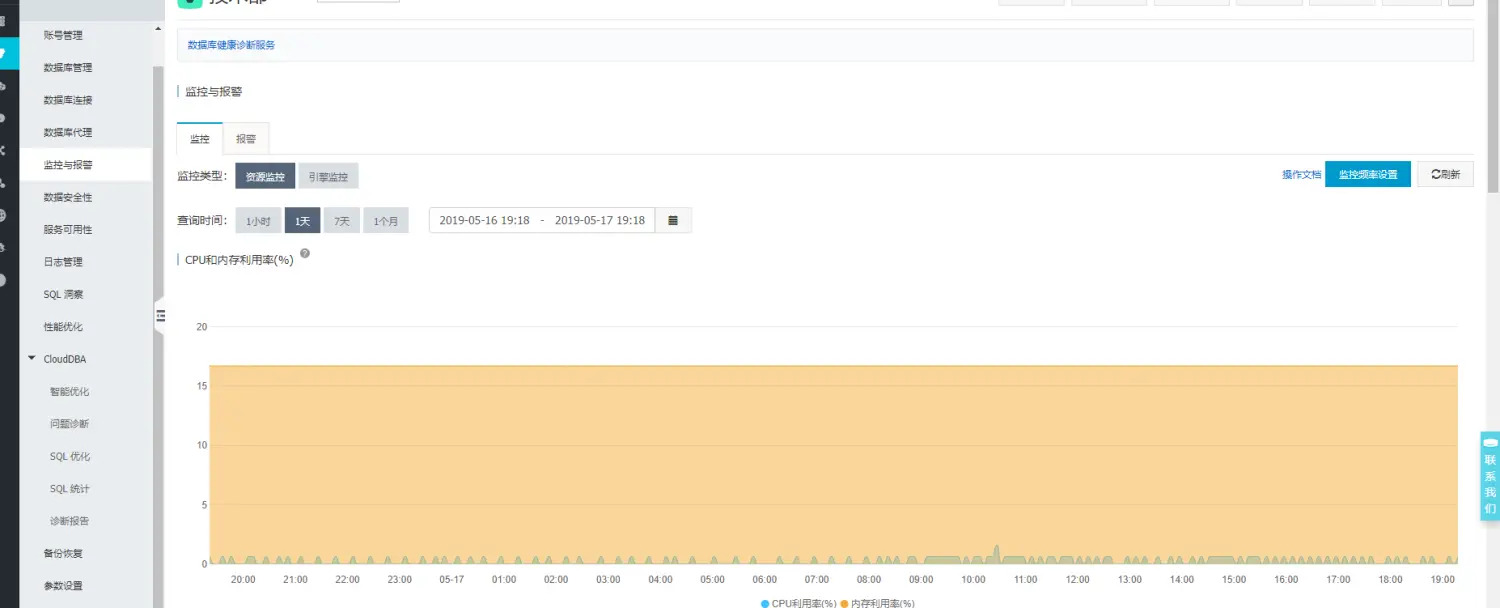 技术部
账号管理
数据库管理
数据库连接
数据库代理
监控与报警
数据安全性
服务可用性
日志管理
SQL 洞察
性能优化
CloudDBA
智能优化
问题诊断
SQL 优化
SQL 统计
诊断报告
备份恢复
参数设置
数据库健康诊断服务
监控与报警
监控 报警
监控类型: 资源监控 引擎监控 操作文档 监控频率设置 刷新
查询时间: 1小时 1天 7天 1个月 2019-05-16 19:18 - 2019-05-17 19:18
CPU和内存利用率(%) ?
20
15
10
5
0
20:00 21:00 22:00 23:00 05-17 01:00 02:00 03:00 04:00 05:00 06:00 07:00 08:00 09:00 10:00 11:00 12:00 13:00 14:00 15:00 16:00 17:00 18:00 19:00
CPU利用率(%) 内存利用率(%)
联系我们